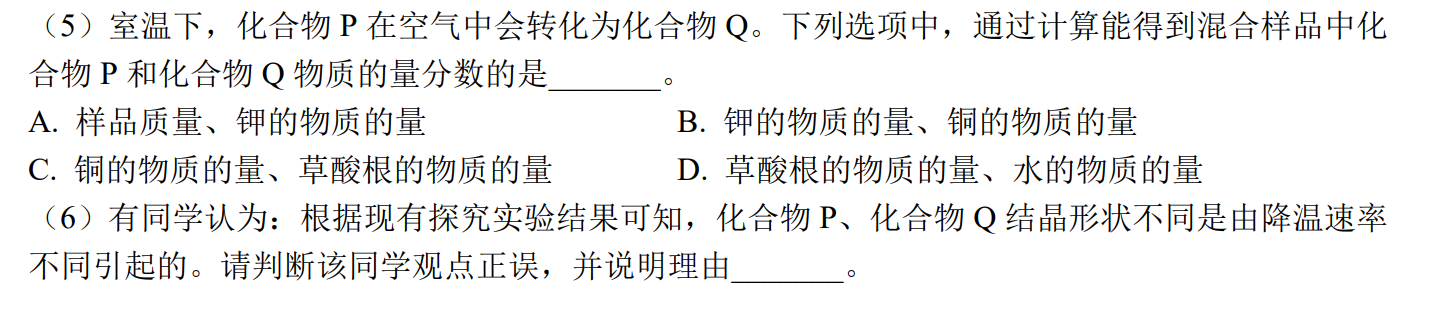 （5）室温下，化合物 P 在空气中会转化为化合物 Q。下列选项中，通过计算能得到混合样品中化
合物 P 和化合物 Q 物质的量分数的是_______。
A. 样品质量、钾的物质的量 B. 钾的物质的量、铜的物质的量
C. 铜的物质的量、草酸根的物质的量 D. 草酸根的物质的量、水的物质的量
（6）有同学认为：根据现有探究实验结果可知，化合物 P、化合物 Q 结晶形状不同是由降温速率
不同引起的。请判断该同学观点正误，并说明理由_______。